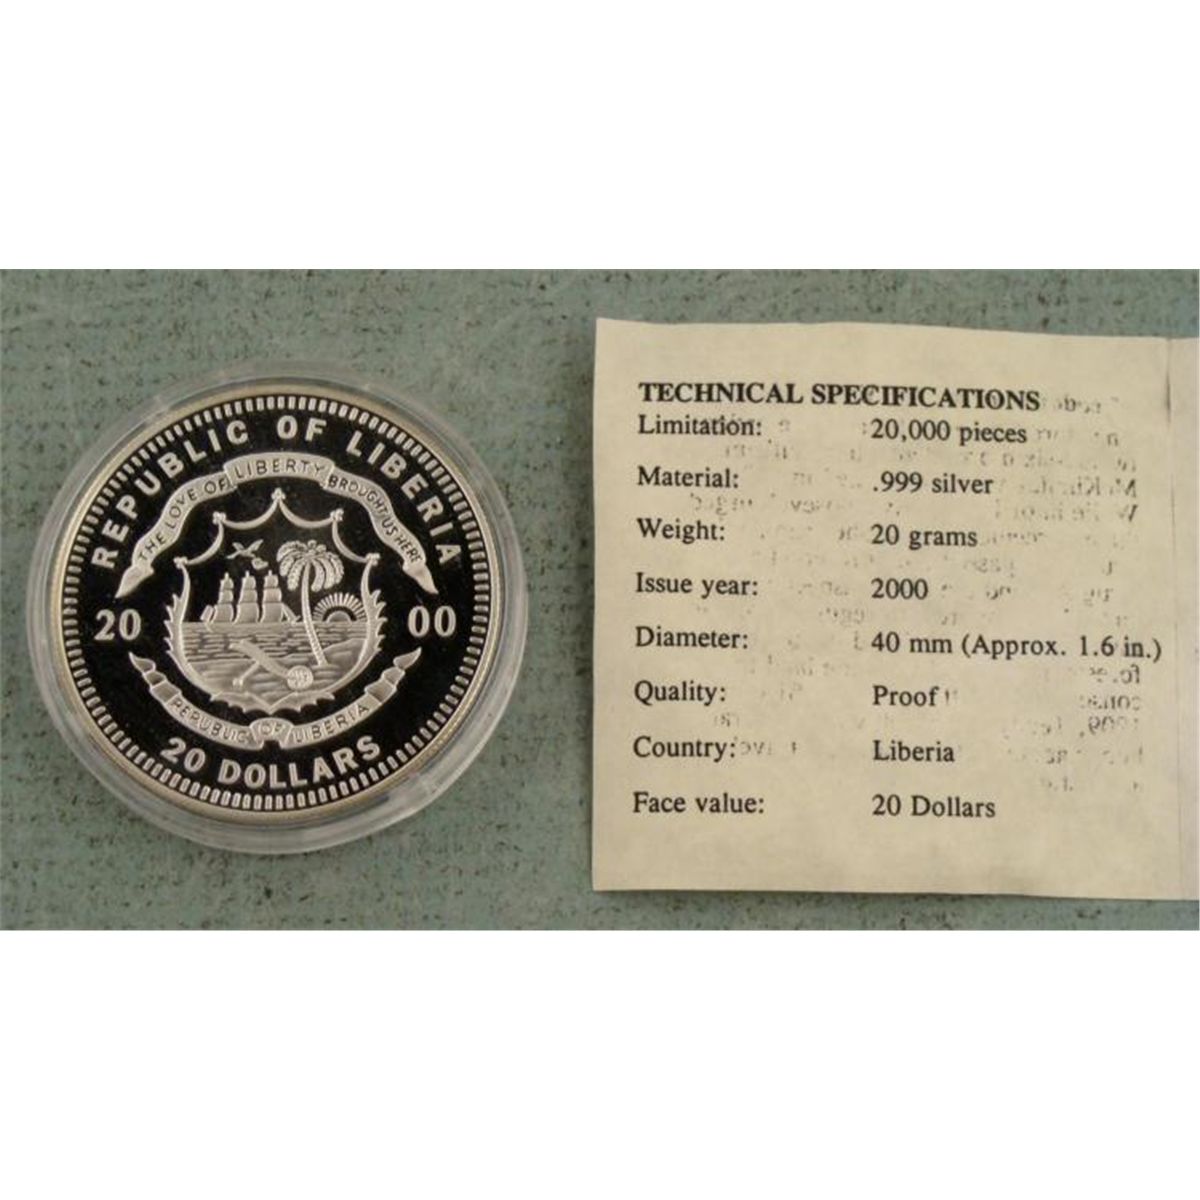 REPUBLIC OF LIBERIA
THE LOVE OF LIBERTY BROUGHT US HERE
20 00
REPUBLIC OF LIBERIA
20 DOLLARS
TECHNICAL SPECIFICATIONS
Limitation: 20,000 pieces
Material: .999 silver
Weight: 20 grams
Issue year: 2000
Diameter: 40 mm (Approx. 1.6 in.)
Quality: Proof
Country: Liberia
Face value: 20 Dollars